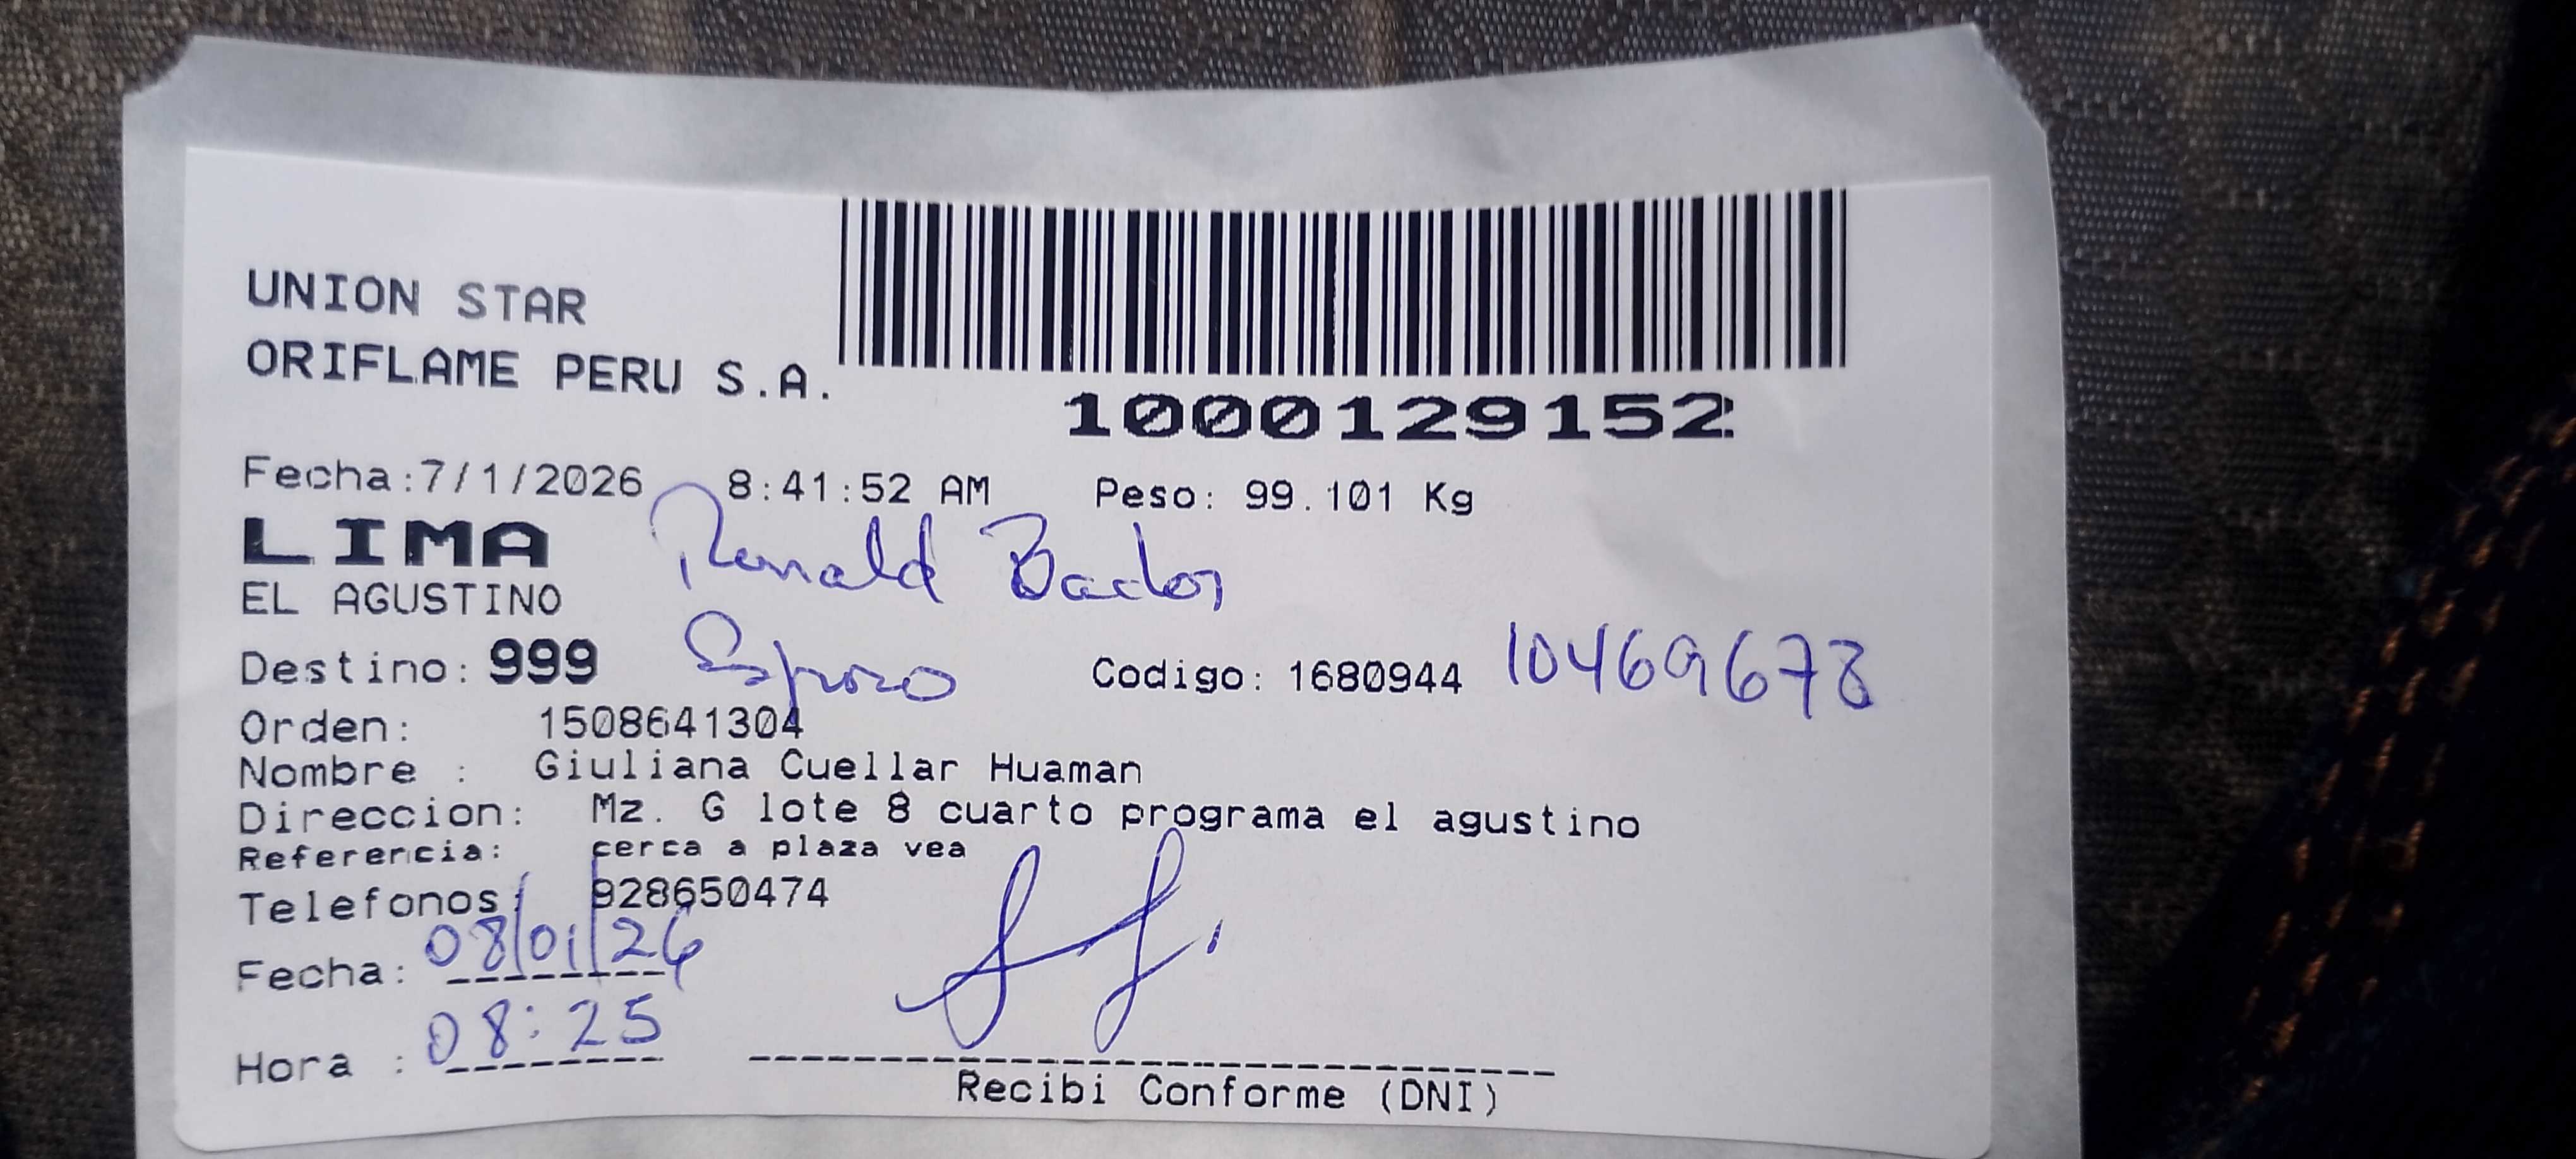 UNION STAR
ORIFLAME PERU S.A.
1000129152
Fecha:7/1/2026 8:41:52 AM Peso: 99.101 Kg
LIMA
Ronald
EL AGUSTINO
Destino: 999 Esposo Codigo: 1680944 10469678
Orden: 1508641304
Nombre : Giuliana Cuellar Huaman
Direccion: Mz. G lote 8 cuarto programa el agustino
Referencia: cerca a plaza vea
Telefonos: 928650474
Fecha: 08/01/26
Hora : 08:25
Recibi Conforme (DNI)